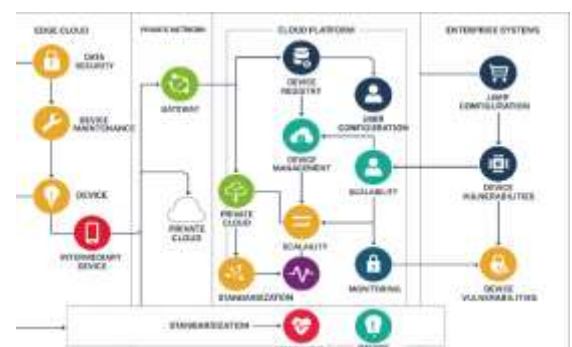 EDGE CLOUD
PRIVATE NETWORK
CLOUD PLATFORM
ENTERPRISE SYSTEMS
DATA
SECURITY
DEVICE
MAINTENANCE
DEVICE
INTERMEDIARY
DEVICE
GATEWAY
PRIVATE
CLOUD
DEVICE
REGISTRY
USER
CONFIGURATION
DEVICE
MANAGEMENT
SCALABILITY
PRIVATE
CLOUD
SCALABILITY
STANDARDIZATION
MONITORING
CONFIGURATION
DEVICE
VULNERABILITIES
DEVICE
VULNERABILITIES
STANDARDIZATION